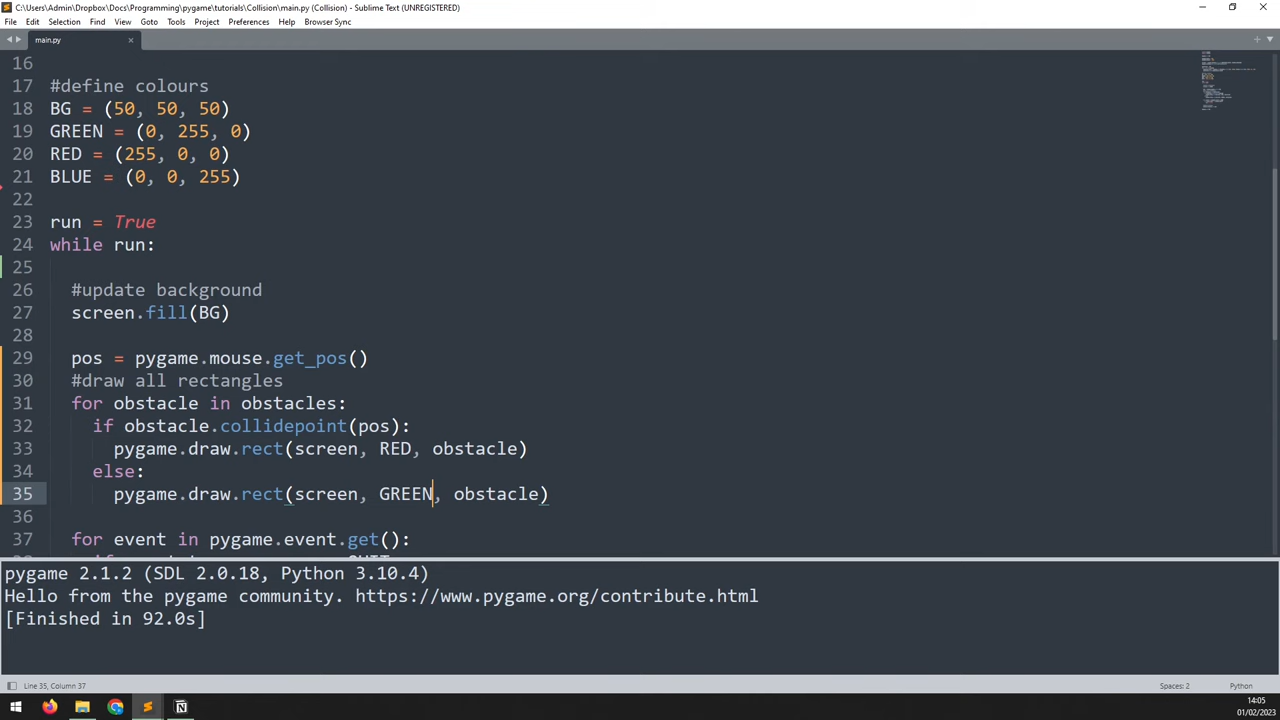 C:\Users\Admin\Dropbox\Docs\Programming\pygame\tutorials\Collision\main.py (Collision) - Sublime Text (UNREGISTERED)
File Edit Selection Find View Goto Tools Project Preferences Help Browser Sync
main.py
16
17 #define colours
18 BG = (50, 50, 50)
19 GREEN = (0, 255, 0)
20 RED = (255, 0, 0)
21 BLUE = (0, 0, 255)
22
23 run = True
24 while run:
25
26 #update background
27 screen.fill(BG)
28
29 pos = pygame.mouse.get_pos()
30 #draw all rectangles
31 for obstacle in obstacles:
32 if obstacle.collidepoint(pos):
33 pygame.draw.rect(screen, RED, obstacle)
34 else:
35 pygame.draw.rect(screen, GREEN, obstacle)
36
37 for event in pygame.event.get():
pygame 2.1.2 (SDL 2.0.18, Python 3.10.4)
Hello from the pygame community. https://www.pygame.org/contribute.html
[Finished in 92.0s]
Line 35, Column 37
Spaces: 2
Python
14:05
01/02/2023